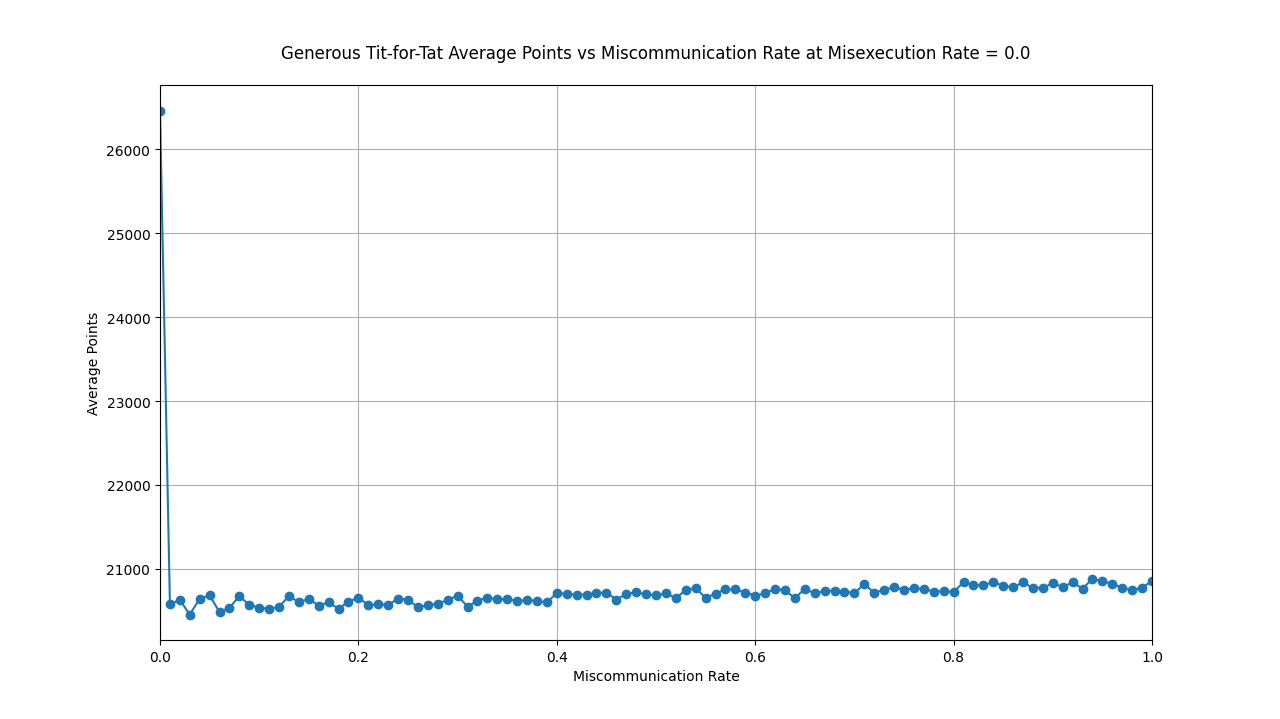 Generous Tit-for-Tat Average Points vs Miscommunication Rate at Misexecution Rate = 0.0
26000
25000
24000
23000
22000
21000
Average Points
0.0 0.2 0.4 0.6 0.8 1.0
Miscommunication Rate